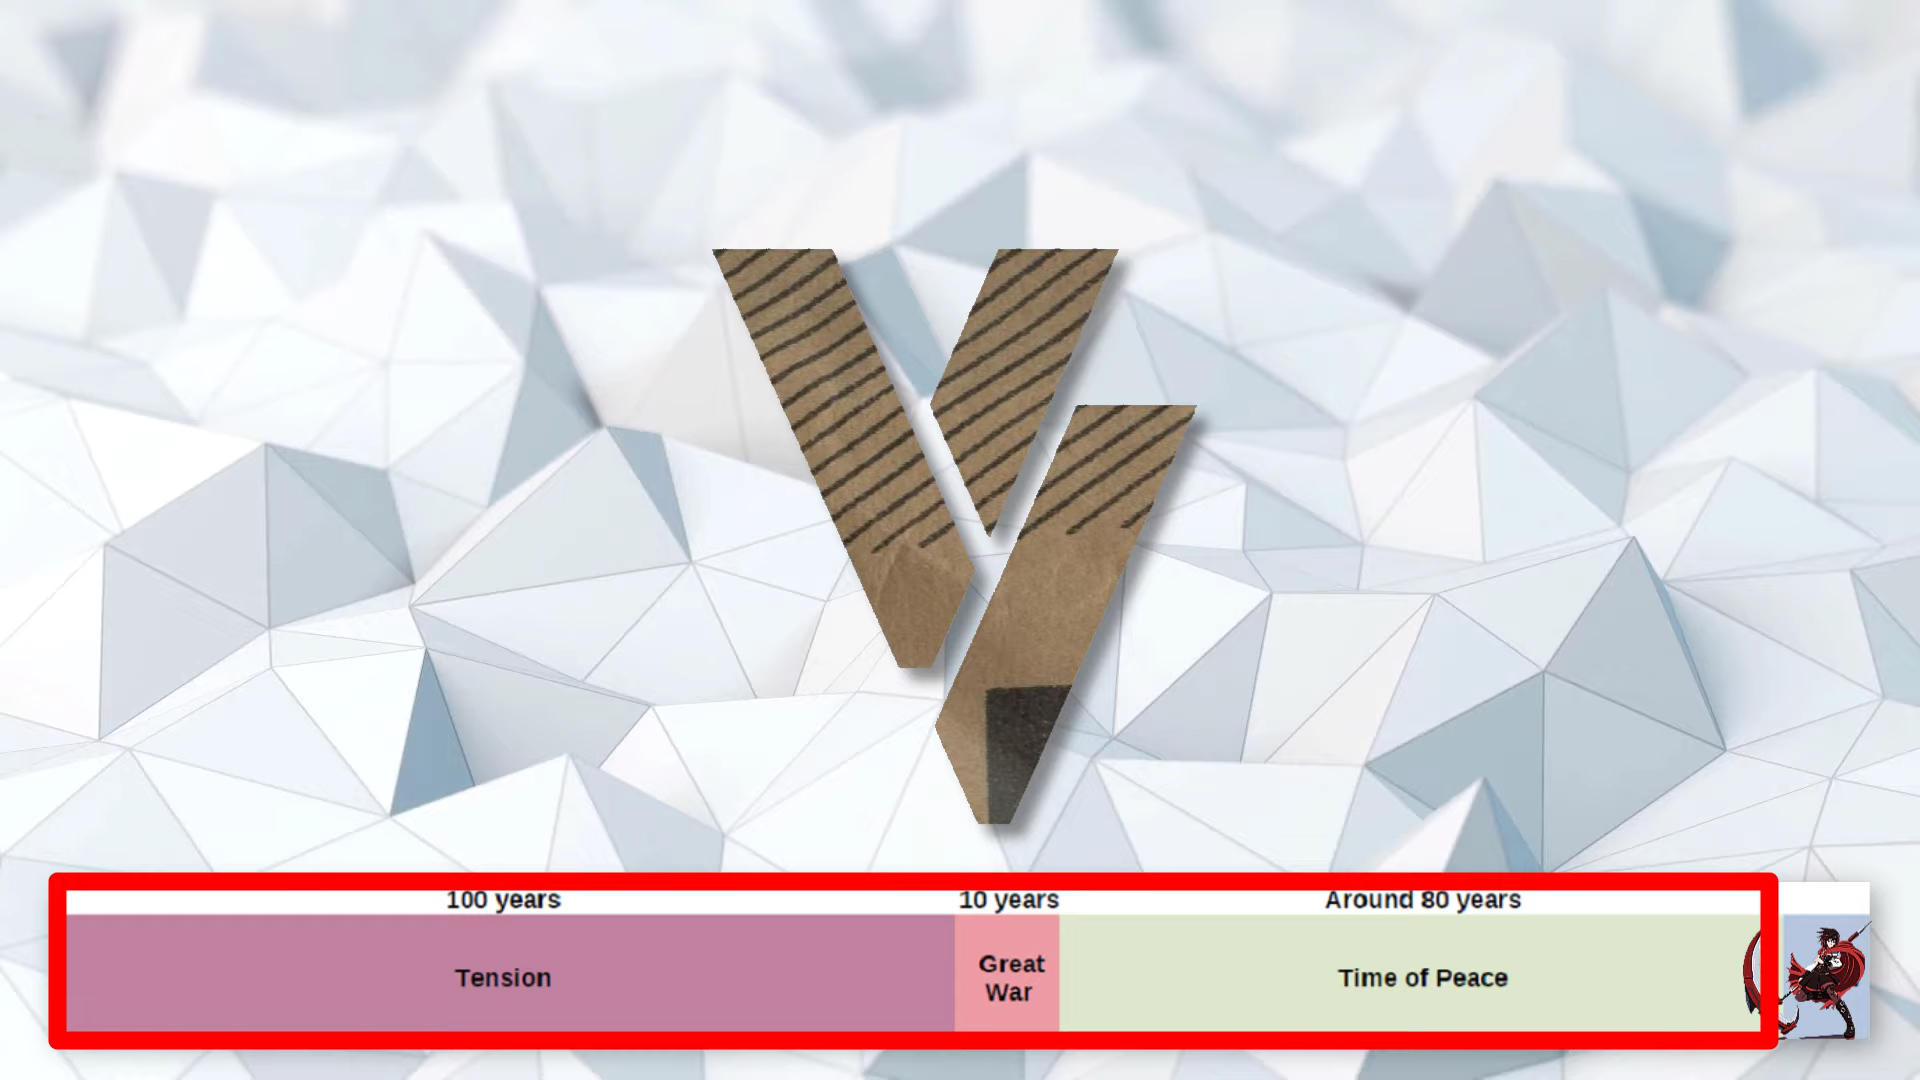 100 years
10 years
Around 80 years
Tension
Great
War
Time of Peace